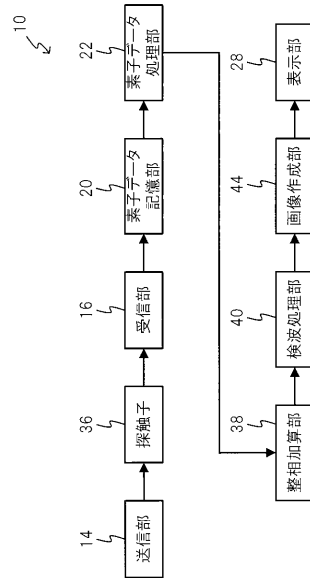 10
14
送信部
36
探触子
16
受信部
20
素子データ
記憶部
22
素子データ
処理部
38
整相加算部
40
検波処理部
44
画像作成部
28
表示部